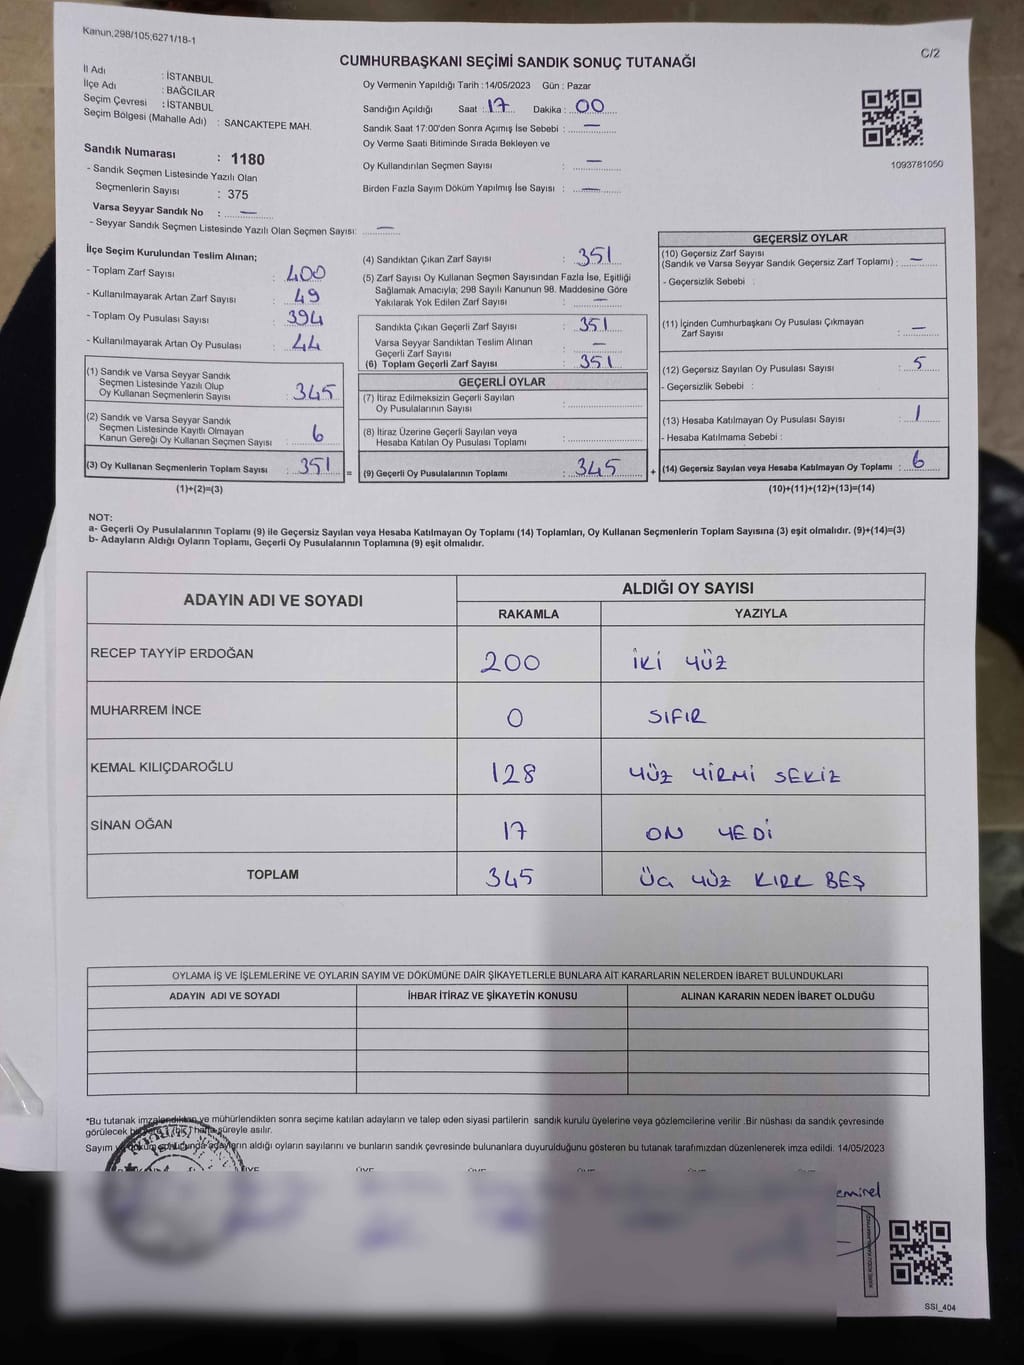 Kanun,298/105,6271/18-1
C/2
CUMHURBAŞKANI SEÇİMİ SANDIK SONUÇ TUTANAĞI
İl Adı : İSTANBUL
İlçe Adı : BAĞCILAR
Seçim Çevresi : İSTANBUL
Seçim Bölgesi (Mahalle Adı) : SANCAKTEPE MAH.
Sandık Numarası : 1180
- Sandık Seçmen Listesinde Yazılı Olan
Seçmenlerin Sayısı : 375
Varsa Seyyar Sandık No : —
- Seyyar Sandık Seçmen Listesinde Yazılı Olan Seçmen Sayısı: —
Oy Vermenin Yapıldığı Tarih : 14/05/2023 Gün : Pazar
Sandığın Açıldığı Saat : 17 Dakika : 00
Sandık Saat 17:00'den Sonra Açımış İse Sebebi : —
Oy Verme Saati Bitiminde Sırada Bekleyen ve
Oy Kullandırılan Seçmen Sayısı : —
Birden Fazla Sayım Döküm Yapılmış İse Sayısı : —
1093781050
İlçe Seçim Kurulundan Teslim Alınan;
- Toplam Zarf Sayısı : 400
- Kullanılmayarak Artan Zarf Sayısı : 49
- Toplam Oy Pusulası Sayısı : 394
- Kullanılmayarak Artan Oy Pusulası : 44
(1) Sandık ve Varsa Seyyar Sandık
Seçmen Listesinde Yazılı Olup
Oy Kullanan Seçmenlerin Sayısı : 345
(2) Sandık ve Varsa Seyyar Sandık
Seçmen Listesinde Kayıtlı Olmayan
Kanun Gereği Oy Kullanan Seçmen Sayısı : 6
(3) Oy Kullanan Seçmenlerin Toplam Sayısı : 351
(1)+(2)=(3)
(4) Sandıktan Çıkan Zarf Sayısı : 351
(5) Zarf Sayısı Oy Kullanan Seçmen Sayısından Fazla İse, Eşitliği
Sağlamak Amacıyla; 298 Sayılı Kanunun 98. Maddesine Göre
Yakılarak Yok Edilen Zarf Sayısı : —
Sandıkta Çıkan Geçerli Zarf Sayısı : 351
Varsa Seyyar Sandıktan Teslim Alınan
Geçerli Zarf Sayısı : —
(6) Toplam Geçerli Zarf Sayısı : 351
GEÇERLİ OYLAR
(7) İtiraz Edilmeksizin Geçerli Sayılan
Oy Pusulalarının Sayısı :
(8) İtiraz Üzerine Geçerli Sayılan veya
Hesaba Katılan Oy Pusulası Toplamı :
= (9) Geçerli Oy Pusulalarının Toplamı : 345 +
GEÇERSİZ OYLAR
(10) Geçersiz Zarf Sayısı
(Sandık ve Varsa Seyyar Sandık Geçersiz Zarf Toplamı) : —
- Geçersizlik Sebebi :
(11) İçinden Cumhurbaşkanı Oy Pusulası Çıkmayan
Zarf Sayısı : —
(12) Geçersiz Sayılan Oy Pusulası Sayısı : 5
- Geçersizlik Sebebi :
(13) Hesaba Katılmayan Oy Pusulası Sayısı : 1
- Hesaba Katılmama Sebebi :
(14) Geçersiz Sayılan veya Hesaba Katılmayan Oy Toplamı : 6
(10)+(11)+(12)+(13)=(14)
NOT:
a- Geçerli Oy Pusulalarının Toplamı (9) ile Geçersiz Sayılan veya Hesaba Katılmayan Oy Toplamı (14) Toplamları, Oy Kullanan Seçmenlerin Toplam Sayısına (3) eşit olmalıdır. (9)+(14)=(3)
b- Adayların Aldığı Oyların Toplamı, Geçerli Oy Pusulalarının Toplamına (9) eşit olmalıdır.
ADAYIN ADI VE SOYADI ALDIĞI OY SAYISI
RAKAMLA YAZIYLA
RECEP TAYYİP ERDOĞAN 200 İKİ YÜZ
MUHARREM İNCE 0 SIFIR
KEMAL KILIÇDAROĞLU 128 YÜZ YİRMİ SEKİZ
SİNAN OĞAN 17 ON YEDİ
TOPLAM 345 ÜÇ YÜZ KIRK BEŞ
OYLAMA İŞ VE İŞLEMLERİNE VE OYLARIN SAYIM VE DÖKÜMÜNE DAİR ŞİKAYETLERLE BUNLARA AİT KARARLARIN NELERDEN İBARET BULUNDUKLARI
ADAYIN ADI VE SOYADI İHBAR İTİRAZ VE ŞİKAYETİN KONUSU ALINAN KARARIN NEDEN İBARET OLDUĞU
*Bu tutanak imzalandıktan ve mühürlendikten sonra seçime katılan adayların ve talep eden siyasi partilerin sandık kurulu üyelerine veya gözlemcilerine verilir .Bir nüshası da sandık çevresinde
görülecek hafta süreyle asılır.
Sayım adayların aldığı oyların sayılarını ve bunların sandık çevresinde bulunanlara duyurulduğunu gösteren bu tutanak tarafımızdan düzenlenerek imza edildi. 14/05/2023
SSI_404